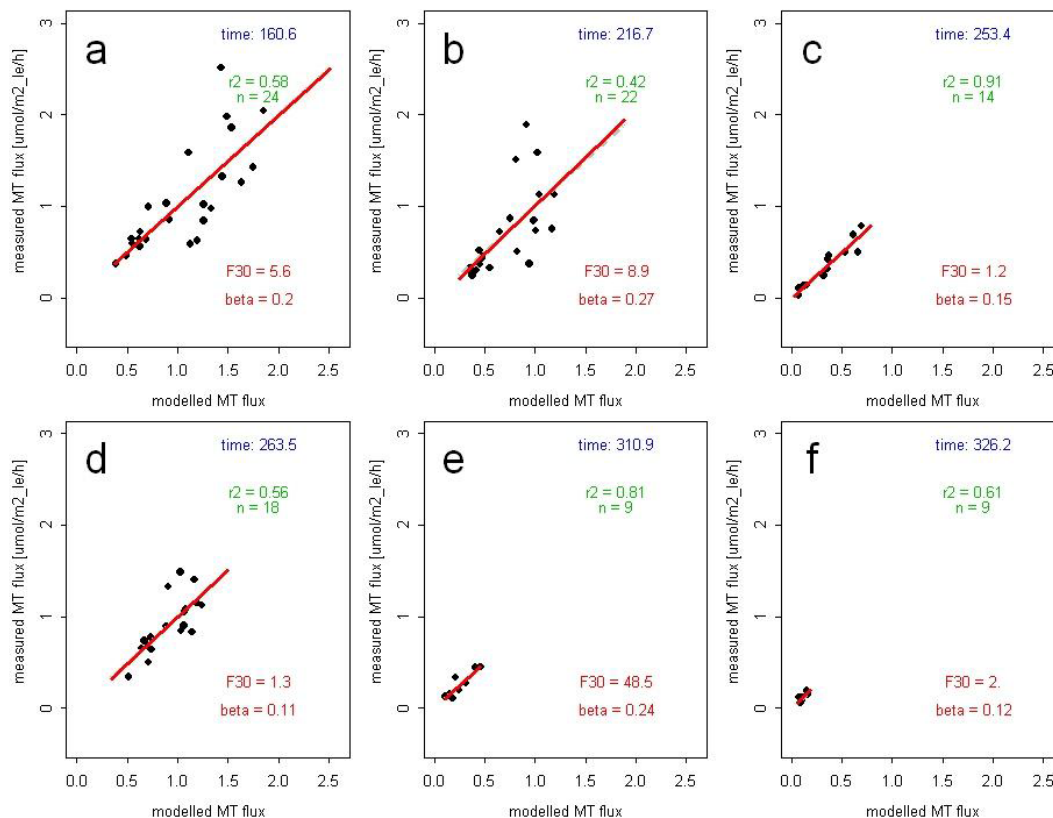 a
time: 160.6
r2 = 0.58
n = 24
F30 = 5.6
beta = 0.2
measured MT flux [umol/m2_le/h]
0 1 2 3
0.0 0.5 1.0 1.5 2.0 2.5
modelled MT flux
b
time: 216.7
r2 = 0.42
n = 22
F30 = 8.9
beta = 0.27
measured MT flux [umol/m2_le/h]
0 1 2 3
0.0 0.5 1.0 1.5 2.0 2.5
modelled MT flux
c
time: 253.4
r2 = 0.91
n = 14
F30 = 1.2
beta = 0.15
measured MT flux [umol/m2_le/h]
0 1 2 3
0.0 0.5 1.0 1.5 2.0 2.5
modelled MT flux
d
time: 263.5
r2 = 0.56
n = 18
F30 = 1.3
beta = 0.11
measured MT flux [umol/m2_le/h]
0 1 2 3
0.0 0.5 1.0 1.5 2.0 2.5
modelled MT flux
e
time: 310.9
r2 = 0.81
n = 9
F30 = 48.5
beta = 0.24
measured MT flux [umol/m2_le/h]
0 1 2 3
0.0 0.5 1.0 1.5 2.0 2.5
modelled MT flux
f
time: 326.2
r2 = 0.61
n = 9
F30 = 2.
beta = 0.12
measured MT flux [umol/m2_le/h]
0 1 2 3
0.0 0.5 1.0 1.5 2.0 2.5
modelled MT flux